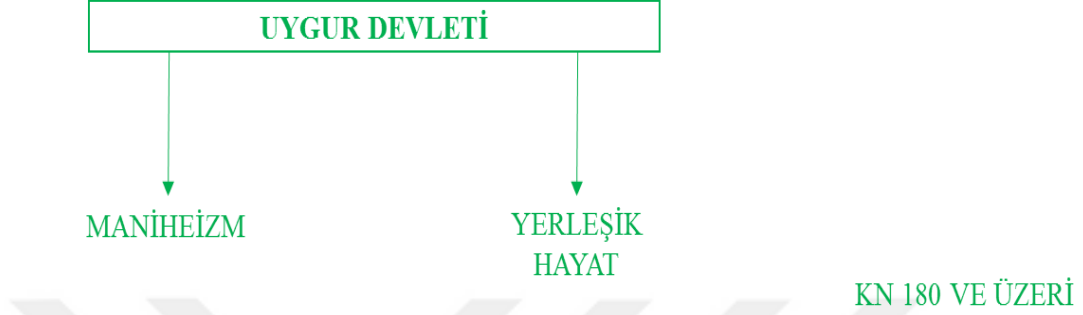 UYGUR DEVLETİ
MANİHEİZM
YERLEŞİK
HAYAT
KN 180 VE ÜZERİ